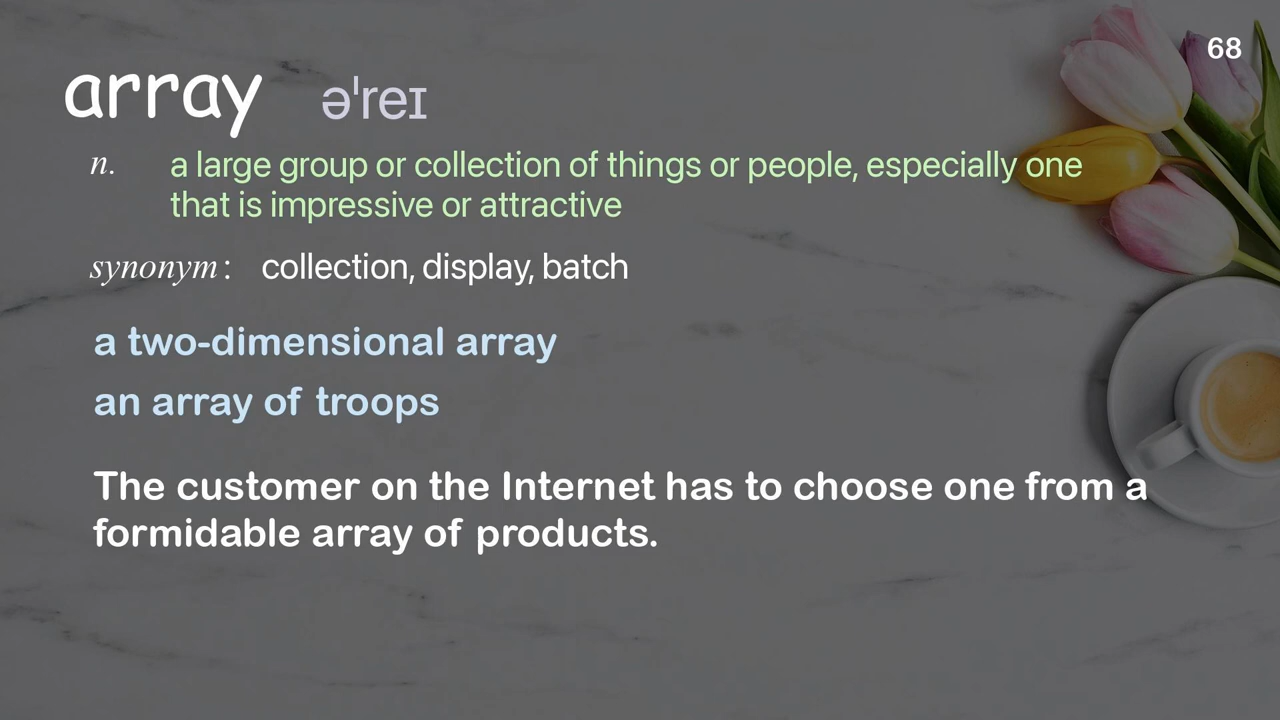 68
array əˈreɪ
n. a large group or collection of things or people, especially one
that is impressive or attractive
synonym: collection, display, batch
a two-dimensional array
an array of troops
The customer on the Internet has to choose one from a
formidable array of products.